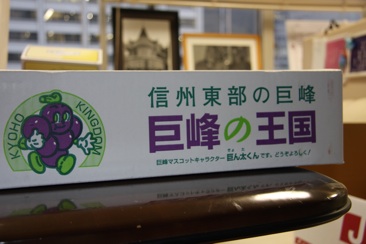 KYOHO KINGDOM
信州東部の巨峰
巨峰の王国
巨峰マスコットキャラクター 巨ん太くんです。どうぞよろしく！